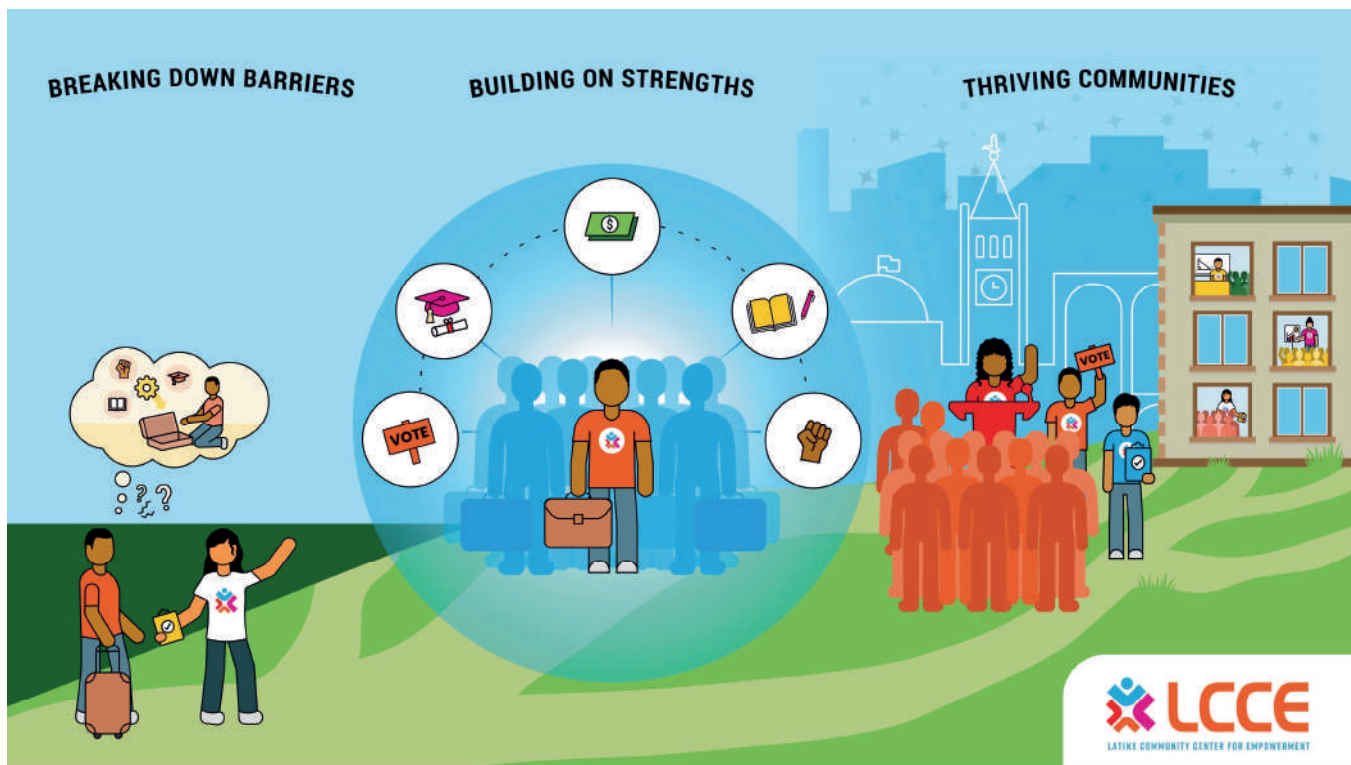 BREAKING DOWN BARRIERS
BUILDING ON STRENGTHS
THRIVING COMMUNITIES
$
VOTE
VOTE
? ? ?
LCCE
LATINX COMMUNITY CENTER FOR EMPOWERMENT